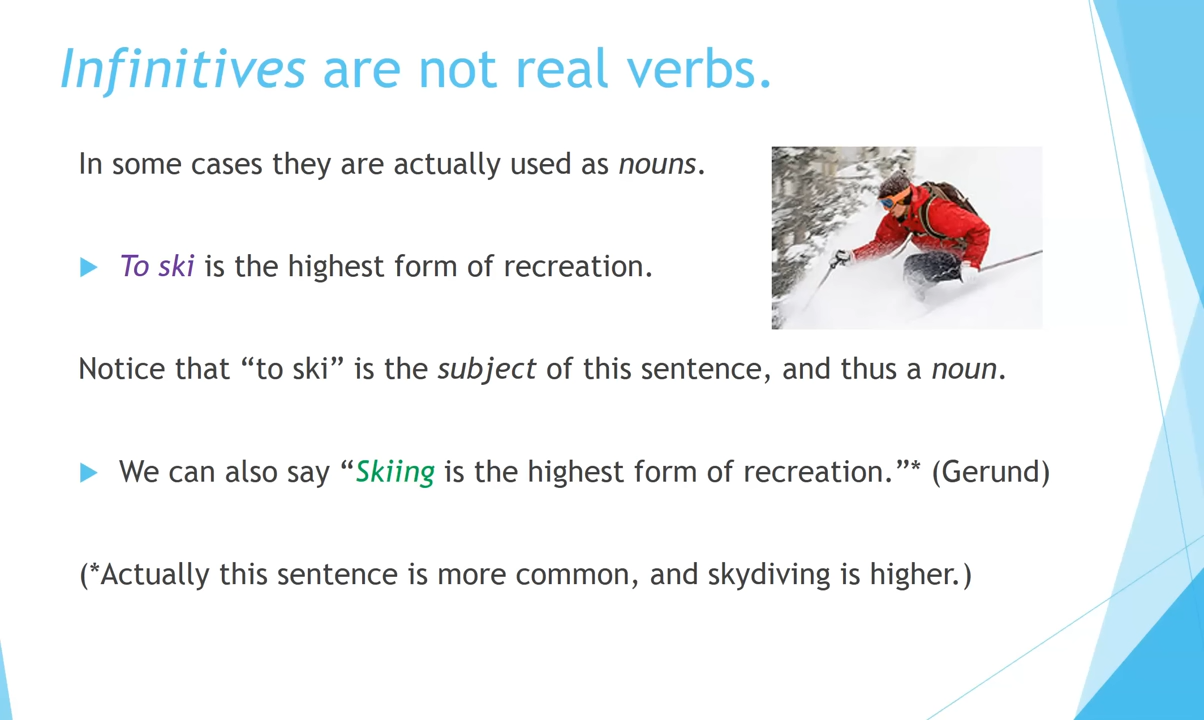 Infinitives are not real verbs.
In some cases they are actually used as nouns.
To ski is the highest form of recreation.
Notice that “to ski” is the subject of this sentence, and thus a noun.
We can also say “Skiing is the highest form of recreation.”* (Gerund)
(*Actually this sentence is more common, and skydiving is higher.)